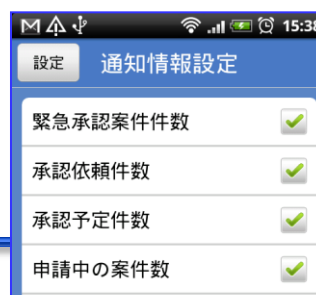 15:38
設定 通知情報設定
緊急承認案件件数
承認依頼件数
承認予定件数
申請中の案件数